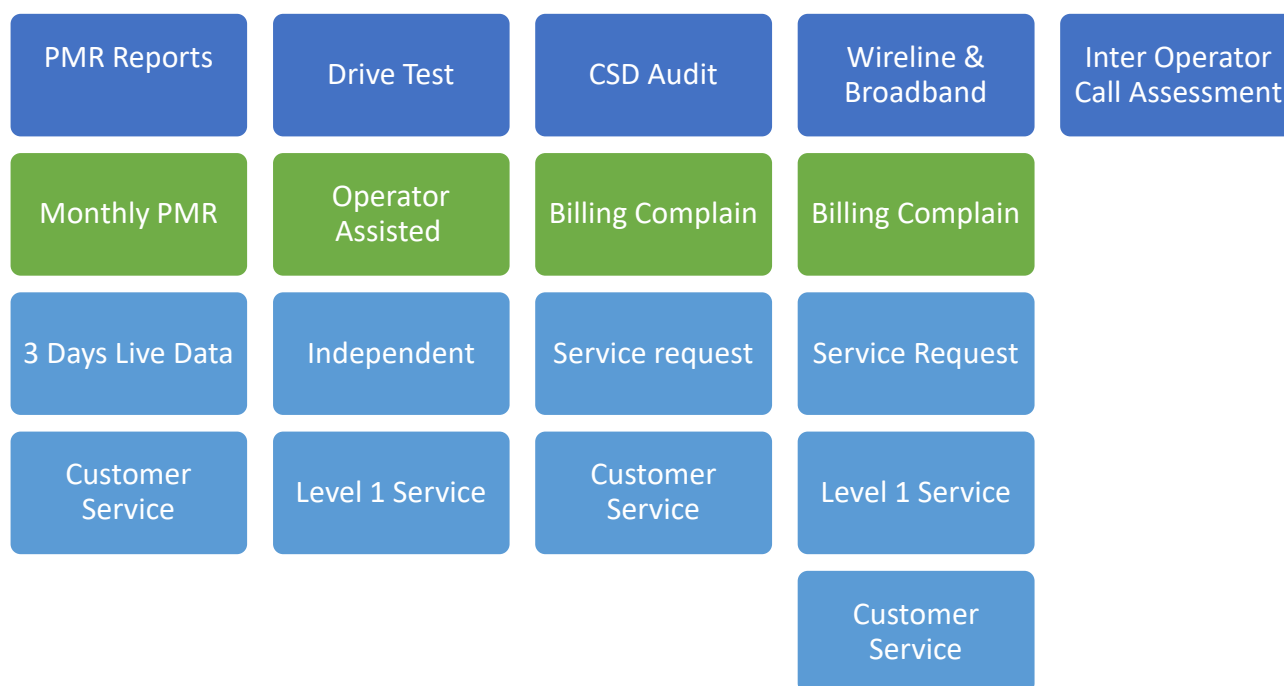 PMR Reports
Drive Test
CSD Audit
Wireline &
Broadband
Inter Operator
Call Assessment
Monthly PMR
Operator
Assisted
Billing Complain
Billing Complain
3 Days Live Data
Independent
Service request
Service Request
Customer
Service
Level 1 Service
Customer
Service
Level 1 Service
Customer
Service